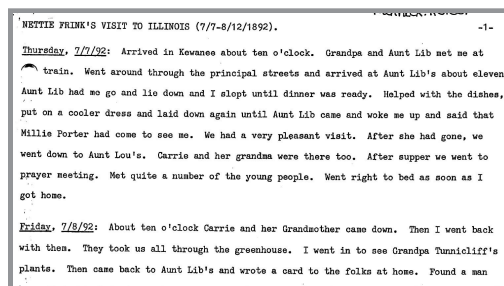 NETTIE FRINK'S VISIT TO ILLINOIS (7/7-8/12/1892). -1-
Thursday, 7/7/92: Arrived in Kewanee about ten o'clock. Grandpa and Aunt Lib met me at
train. Went around through the principal streets and arrived at Aunt Lib's about eleven
Aunt Lib had me go and lie down and I slopt until dinner was ready. Helped with the dishes,
put on a cooler dress and laid down again until Aunt Lib came and woke me up and said that
Millie Porter had come to see me. We had a very pleasant visit. After she had gone, we
went down to Aunt Lou's. Carrie and her grandma were there too. After supper we went to
prayer meeting. Met quite a number of the young people. Went right to bed as soon as I
got home.
Friday, 7/8/92: About ten o'clock Carrie and her Grandmother came down. Then I went back
with them. They took us all through the greenhouse. I went in to see Grandpa Tunnicliff's
plants. Then came back to Aunt Lib's and wrote a card to the folks at home. Found a man